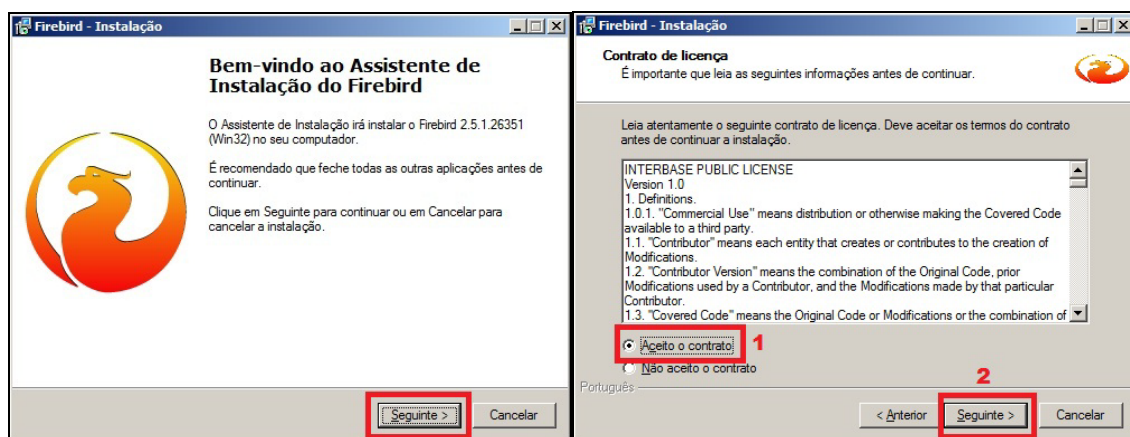 Firebird - Instalação
Bem-vindo ao Assistente de
Instalação do Firebird
O Assistente de Instalação irá instalar o Firebird 2.5.1.26351
(Win32) no seu computador.
É recomendado que feche todas as outras aplicações antes de
continuar.
Clique em Seguinte para continuar ou em Cancelar para
cancelar a instalação.
Seguinte >
Cancelar
Firebird - Instalação
Contrato de licença
É importante que leia as seguintes informações antes de continuar.
Leia atentamente o seguinte contrato de licença. Deve aceitar os termos do contrato
antes de continuar a instalação.
INTERBASE PUBLIC LICENSE
Version 1.0
1. Definitions.
1.0.1. "Commercial Use" means distribution or otherwise making the Covered Code
available to a third party.
1.1. "Contributor" means each entity that creates or contributes to the creation of
Modifications.
1.2. "Contributor Version" means the combination of the Original Code, prior
Modifications used by a Contributor, and the Modifications made by that particular
Contributor.
1.3. "Covered Code" means the Original Code or Modifications or the combination of
Aceito o contrato
1
Não aceito o contrato
Português
2
< Anterior
Seguinte >
Cancelar